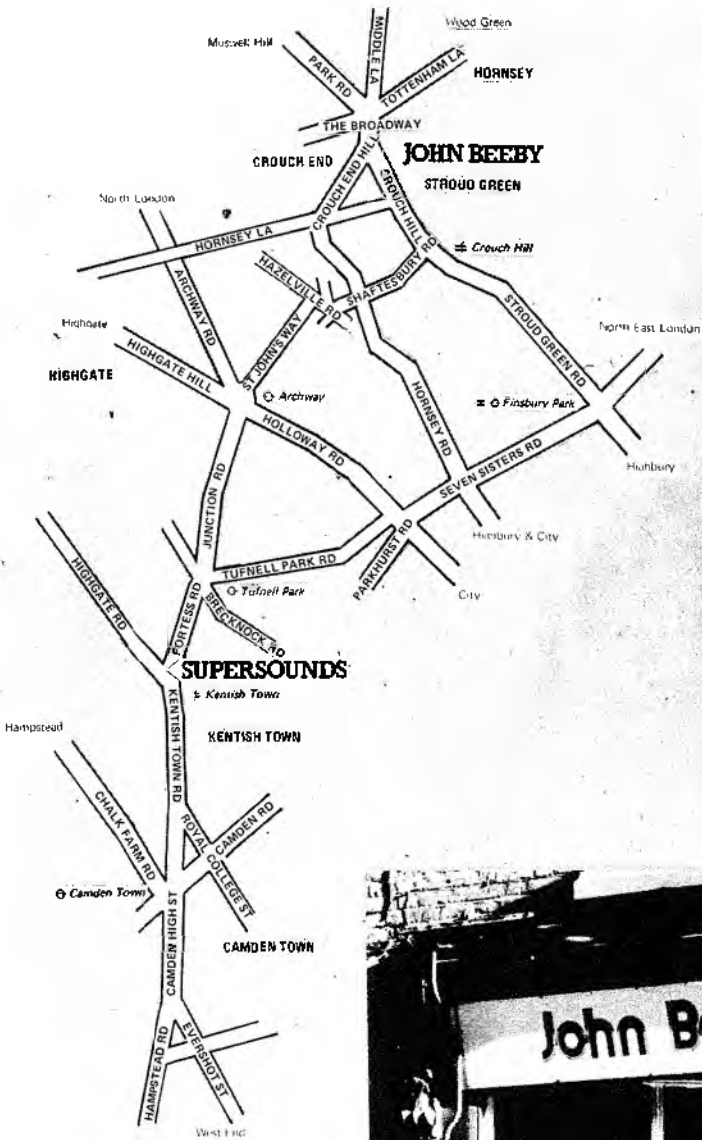 Wood Green
Muswell Hill
MIDDLE LA
PARK RD
TOTTENHAM LA
HORNSEY
THE BROADWAY
CROUCH END
JOHN BEEBY
STROUD GREEN
CROUCH END HILL
CROUCH HILL
North London
HORNSEY LA
Crouch Hill
HAZELVILLE RD
SHAFTESBURY RD
ARCHWAY RD
STROUD GREEN RD
North East London
Highgate
HIGHGATE HILL
HIGHGATE
ST JOHN'S WAY
Archway
Finsbury Park
HOLLOWAY RD
HORNSEY RD
SEVEN SISTERS RD
Highbury
JUNCTION RD
Highbury & City
PARKHURST RD
TUFNELL PARK RD
City
HIGHGATE RD
FORTESS RD
Tufnell Park
BRECKNOCK RD
SUPERSOUNDS
Kentish Town
Hampstead
KENTISH TOWN RD
KENTISH TOWN
CHALK FARM RD
ROYAL COLLEGE ST
CAMDEN RD
Camden Town
CAMDEN HIGH ST
CAMDEN TOWN
HAMPSTEAD RD
EVERSHOT ST
West End
John Be